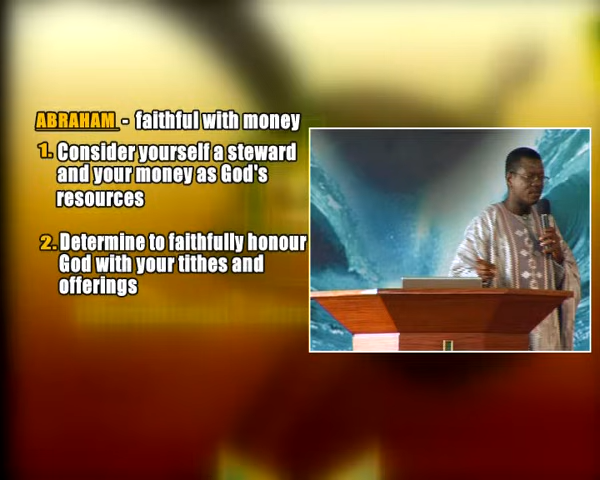 ABRAHAM - faithful with money
1. Consider yourself a steward
and your money as God's
resources
2. Determine to faithfully honour
God with your tithes and
offerings